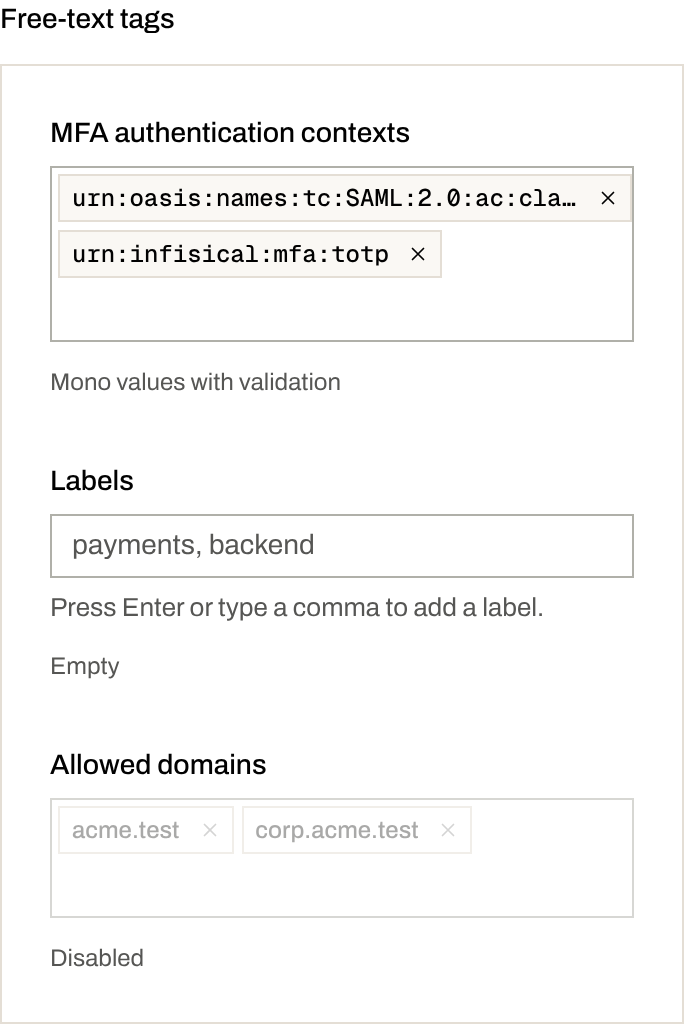 Free-text tags
MFA authentication contexts
urn:oasis:names:tc:SAML:2.0:ac:cla…
urn:infisical:mfa:totp
Mono values with validation
Labels
payments, backend
Press Enter or type a comma to add a label.
Empty
Allowed domains
acme.test corp.acme.test
Disabled